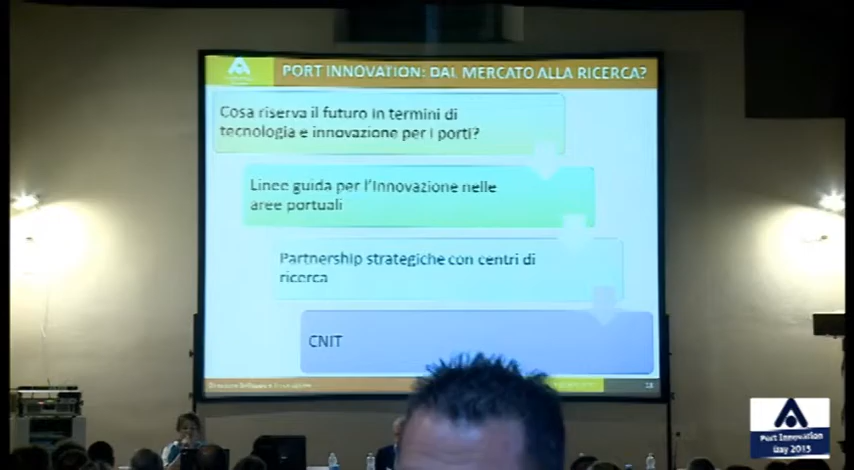 PORT INNOVATION: DAL MERCATO ALLA RICERCA?
Cosa riserva il futuro in termini di
tecnologia e innovazione per i porti?
Linee guida per l'Innovazione nelle
aree portuali
Partnership strategiche con centri di
ricerca
CNIT
18
Port Innovation
Day 2015